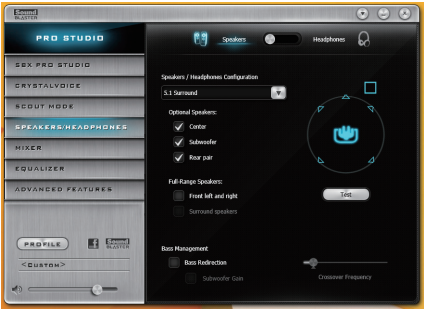 Sound
BLASTER
PRO STUDIO
SBX PRO STUDIO
CRYSTALVOICE
SCOUT MODE
SPEAKERS/HEADPHONES
MIXER
EQUALIZER
ADVANCED FEATURES
PROFILE
f
Sound
BLASTER
<CUSTOM>
Speakers
Headphones
Speakers / Headphones Configuration
5.1 Surround
Optional Speakers:
Center
Subwoofer
Rear pair
Full-Range Speakers:
Front left and right
Surround speakers
Test
Bass Management
Bass Redirection
Subwoofer Gain
Crossover Frequency